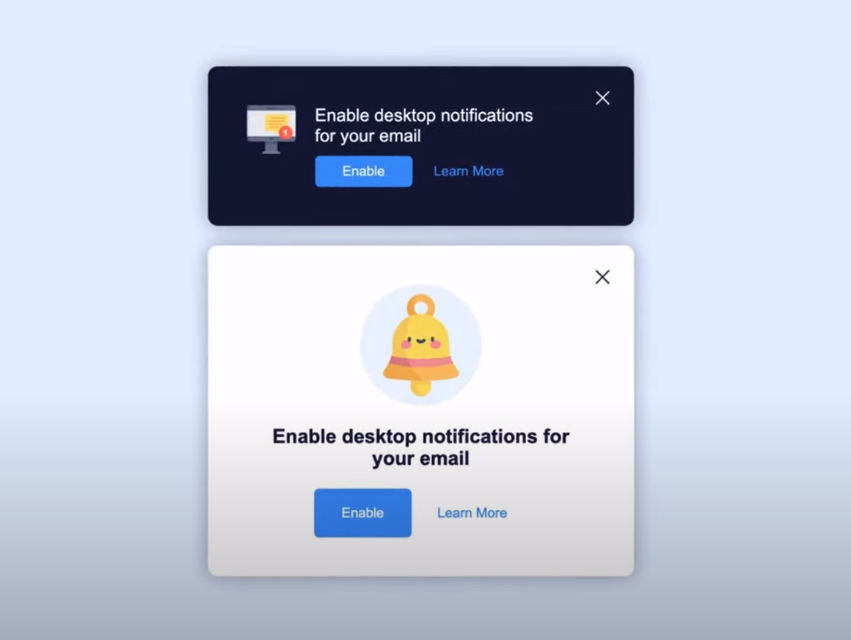 1
Enable desktop notifications
for your email
Enable
Learn More
Enable desktop notifications for
your email
Enable
Learn More